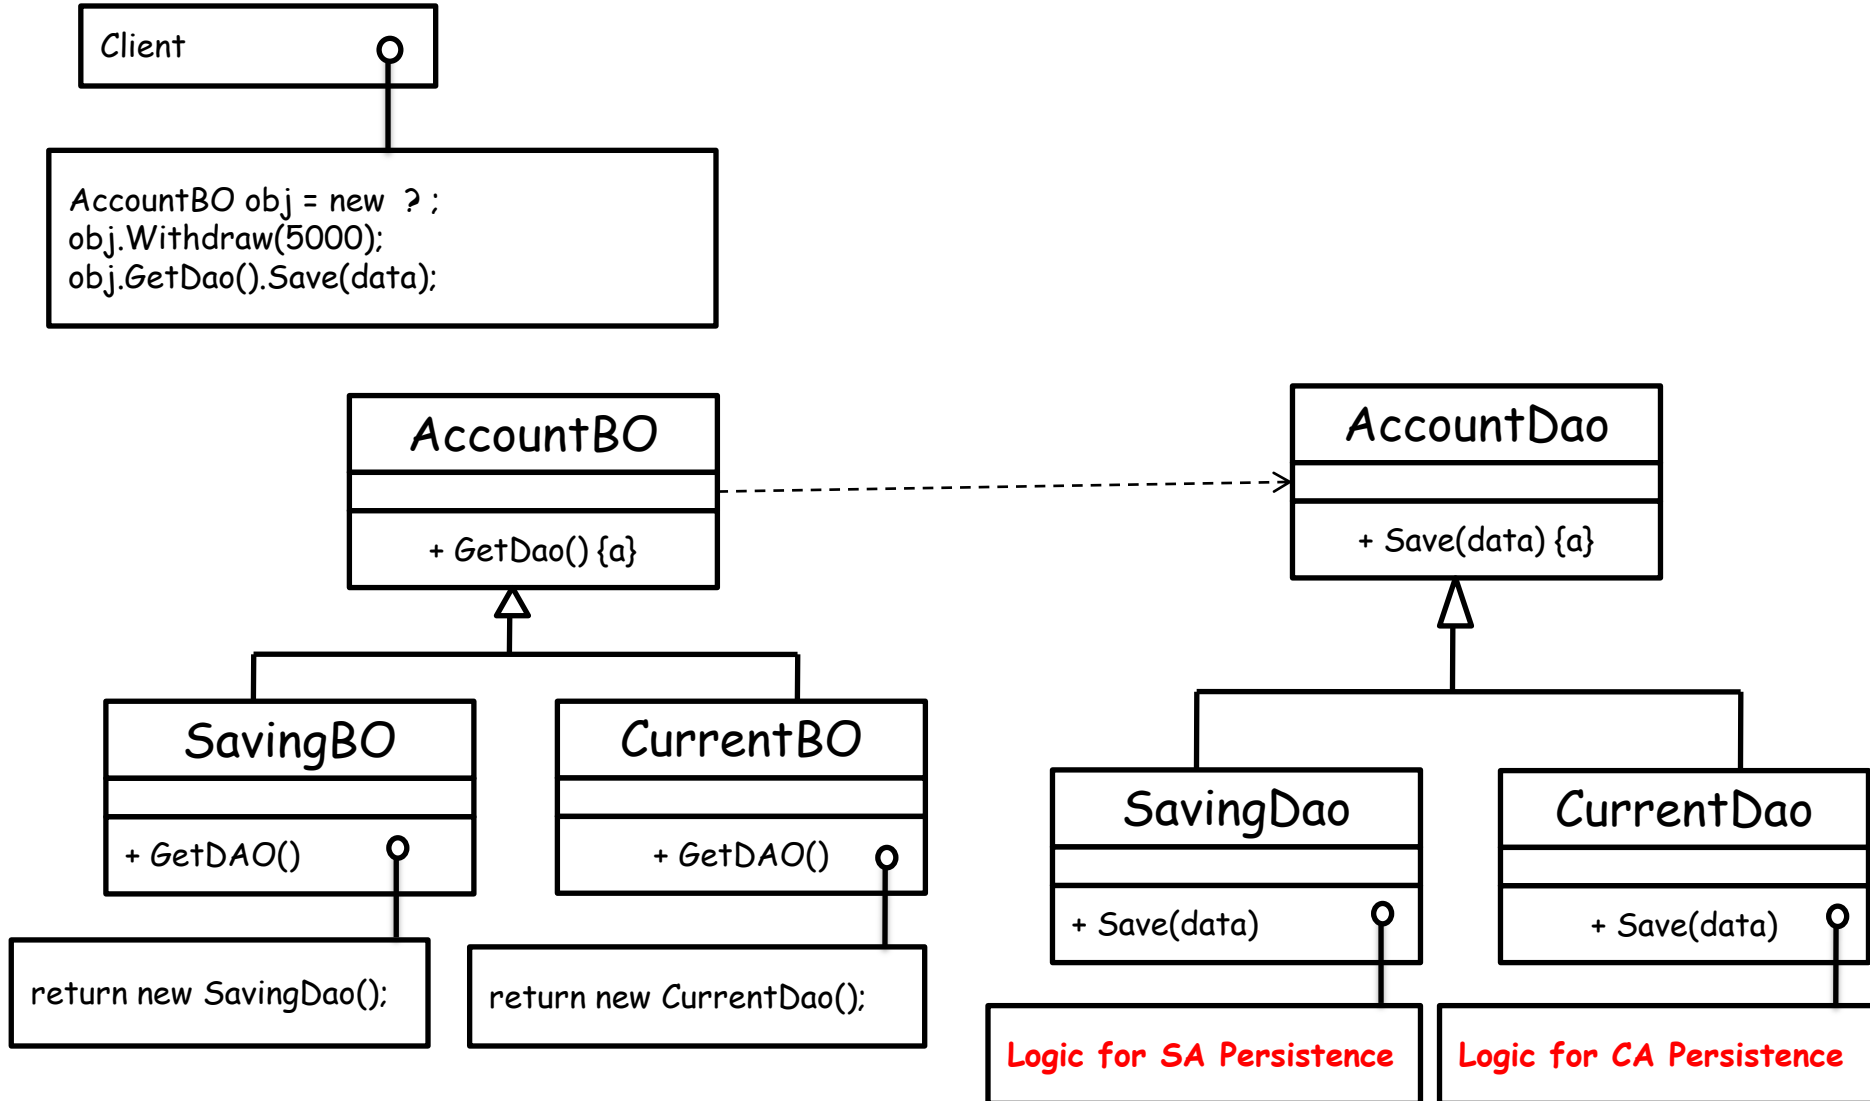 Client
AccountBO obj = new ? ;
obj.Withdraw(5000);
obj.GetDao().Save(data);
AccountBO
+ GetDao() {a}
AccountDao
+ Save(data) {a}
SavingBO
+ GetDAO()
return new SavingDao();
CurrentBO
+ GetDAO()
return new CurrentDao();
SavingDao
+ Save(data)
Logic for SA Persistence
CurrentDao
+ Save(data)
Logic for CA Persistence